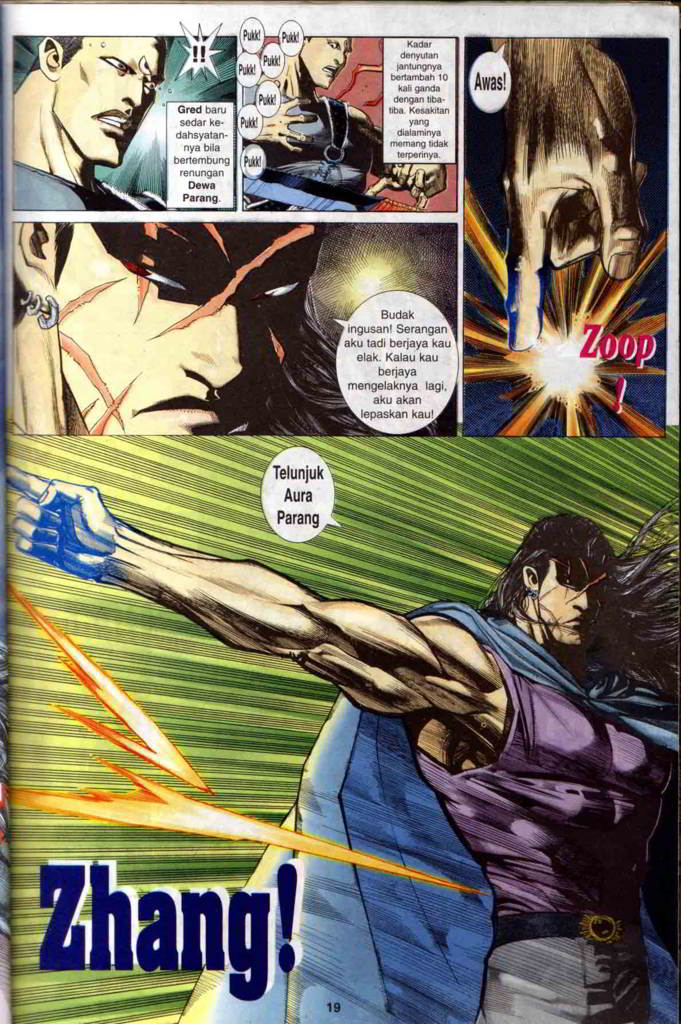 !!
Gred baru
sedar ke-
dahsyatan-
nya bila
bertembung
renungan
Dewa
Parang.
Pukk!
Pukk!
Pukk!
Pukk!
Pukk!
Pukk!
Pukk!
Kadar
denyutan
jantungnya
bertambah 10
kali ganda
dengan tiba-
tiba. Kesakitan
yang
dialaminya
memang tidak
terperinya.
Awas!
Zoop
!
Budak
ingusan! Serangan
aku tadi berjaya kau
elak. Kalau kau
berjaya
mengelaknya lagi,
aku akan
lepaskan kau!
Telunjuk
Aura
Parang
Zhang!
19